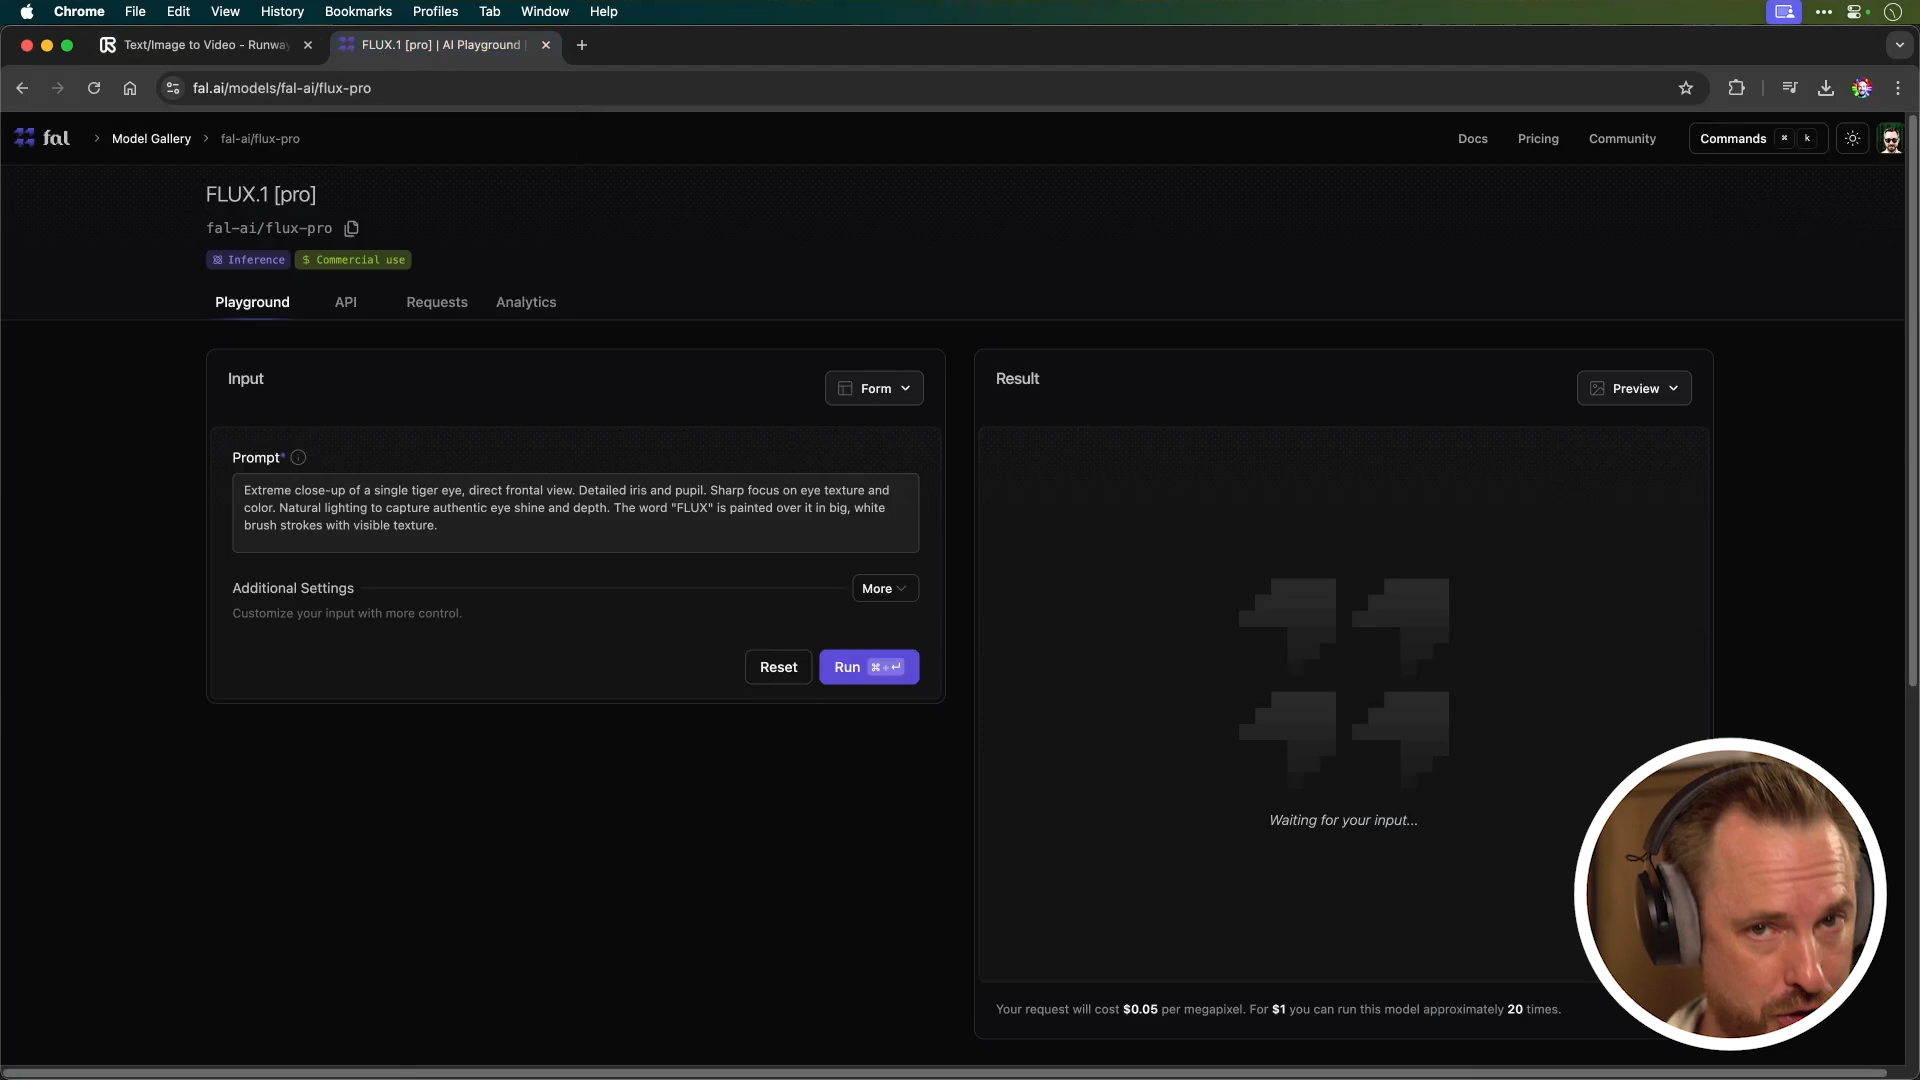 Chrome File Edit View History Bookmarks Profiles Tab Window Help
Text/Image to Video - Runway
FLUX.1 [pro] | AI Playground |
fal.ai/models/fal-ai/flux-pro
fal > Model Gallery > fal-ai/flux-pro
Docs Pricing Community Commands ⌘ k
FLUX.1 [pro]
fal-ai/flux-pro
Inference $ Commercial use
Playground API Requests Analytics
Input
Form
Prompt*
Extreme close-up of a single tiger eye, direct frontal view. Detailed iris and pupil. Sharp focus on eye texture and
color. Natural lighting to capture authentic eye shine and depth. The word "FLUX" is painted over it in big, white
brush strokes with visible texture.
Additional Settings
More
Customize your input with more control.
Reset
Run ⌘+↵
Result
Preview
Waiting for your input...
Your request will cost $0.05 per megapixel. For $1 you can run this model approximately 20 times.